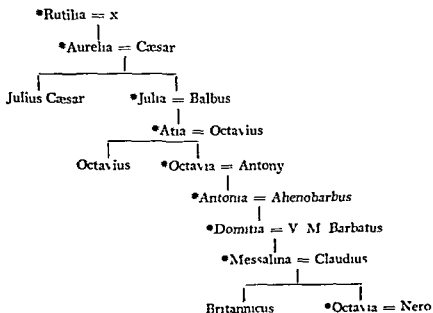 *Rutilia = x
*Aurelia = Cæsar
Julius Cæsar *Julia = Balbus
*Atia = Octavius
Octavius *Octavia = Antony
*Antonia = Ahenobarbus
*Domitia = V M Barbatus
*Messalina = Claudius
Britannicus *Octavia = Nero